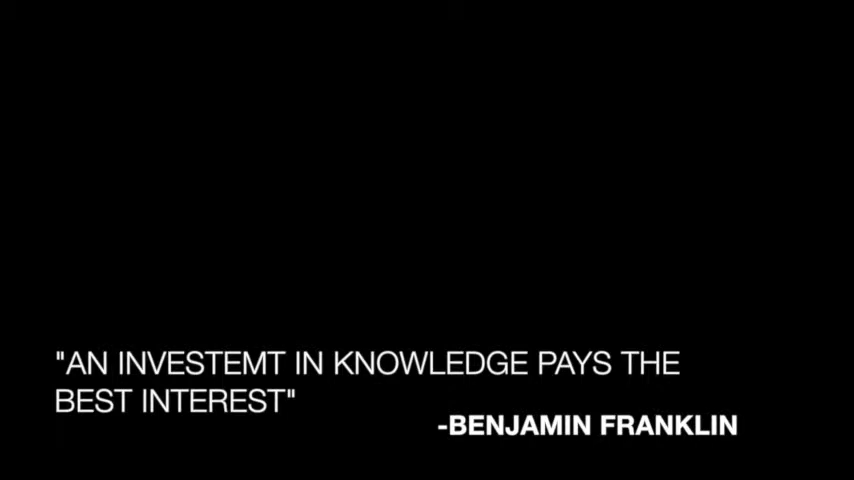 "AN INVESTEMT IN KNOWLEDGE PAYS THE
BEST INTEREST"
-BENJAMIN FRANKLIN